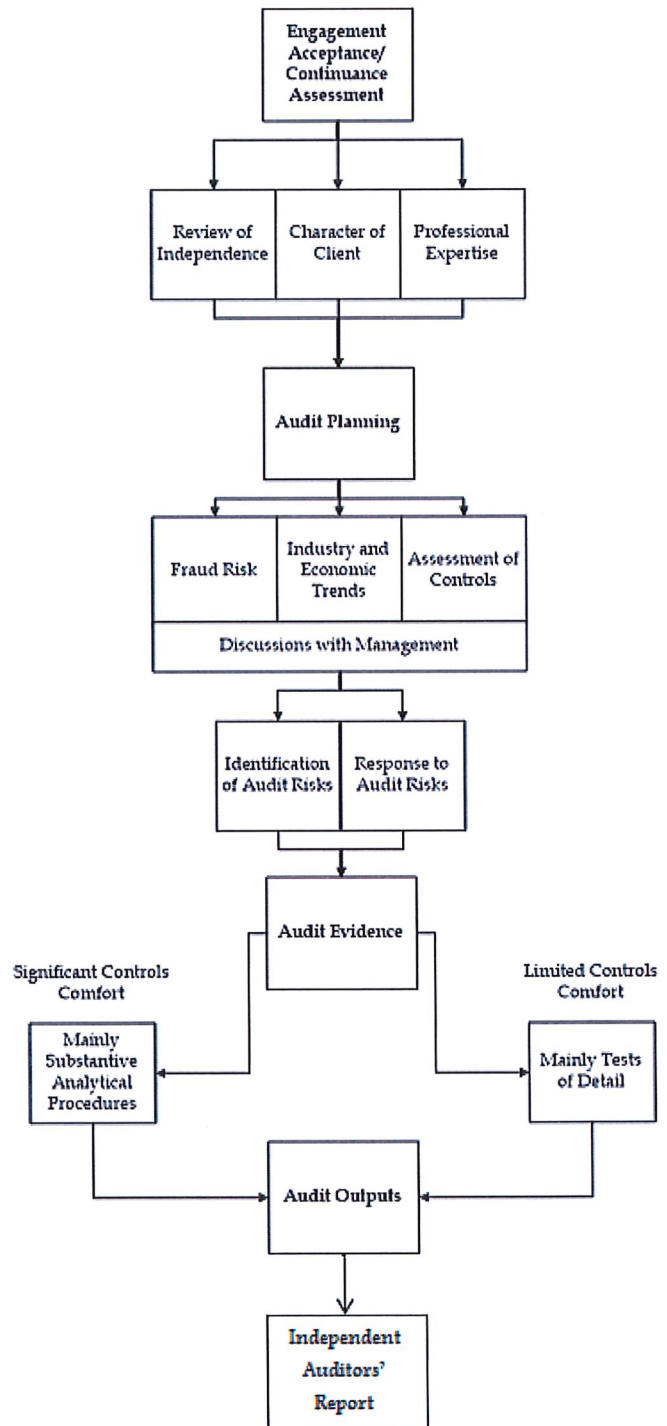 Engagement
Acceptance/
Continuance
Assessment
Review of
Independence
Character of
Client
Professional
Expertise
Audit Planning
Fraud Risk
Industry and
Economic
Trends
Assessment of
Controls
Discussions with Management
Identification
of Audit Risks
Response to
Audit Risks
Audit Evidence
Significant Controls
Comfort
Limited Controls
Comfort
Mainly
Substantive
Analytical
Procedures
Mainly Tests
of Detail
Audit Outputs
Independent
Auditors'
Report